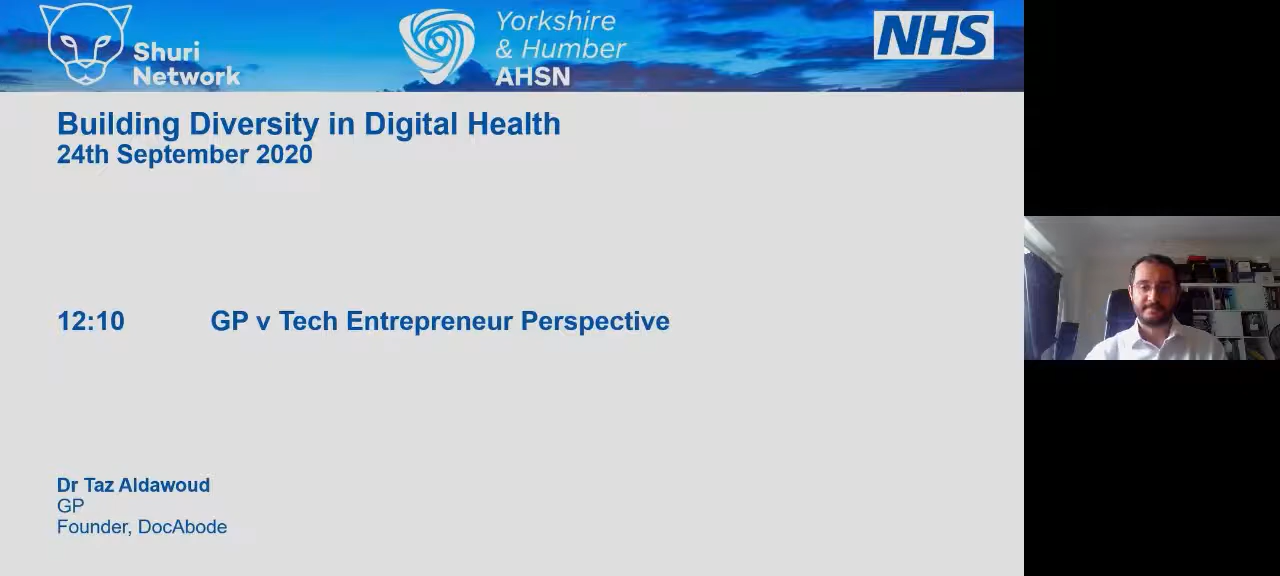 Shuri
Network
Yorkshire
& Humber
AHSN
NHS
Building Diversity in Digital Health
24th September 2020
12:10 GP v Tech Entrepreneur Perspective
Dr Taz Aldawoud
GP
Founder, DocAbode